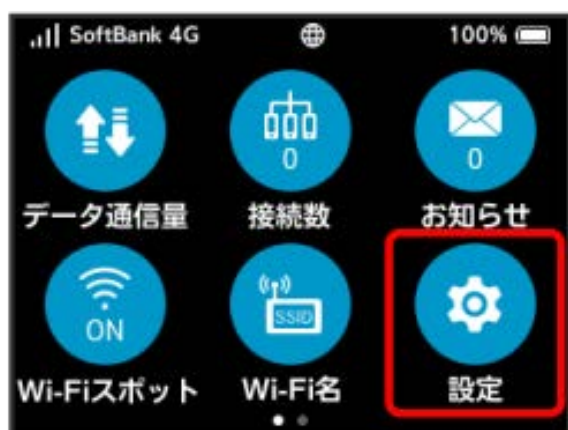 SoftBank 4G 100%
0 0
データ通信量 接続数 お知らせ
ON SSID
Wi-Fiスポット Wi-Fi名 設定